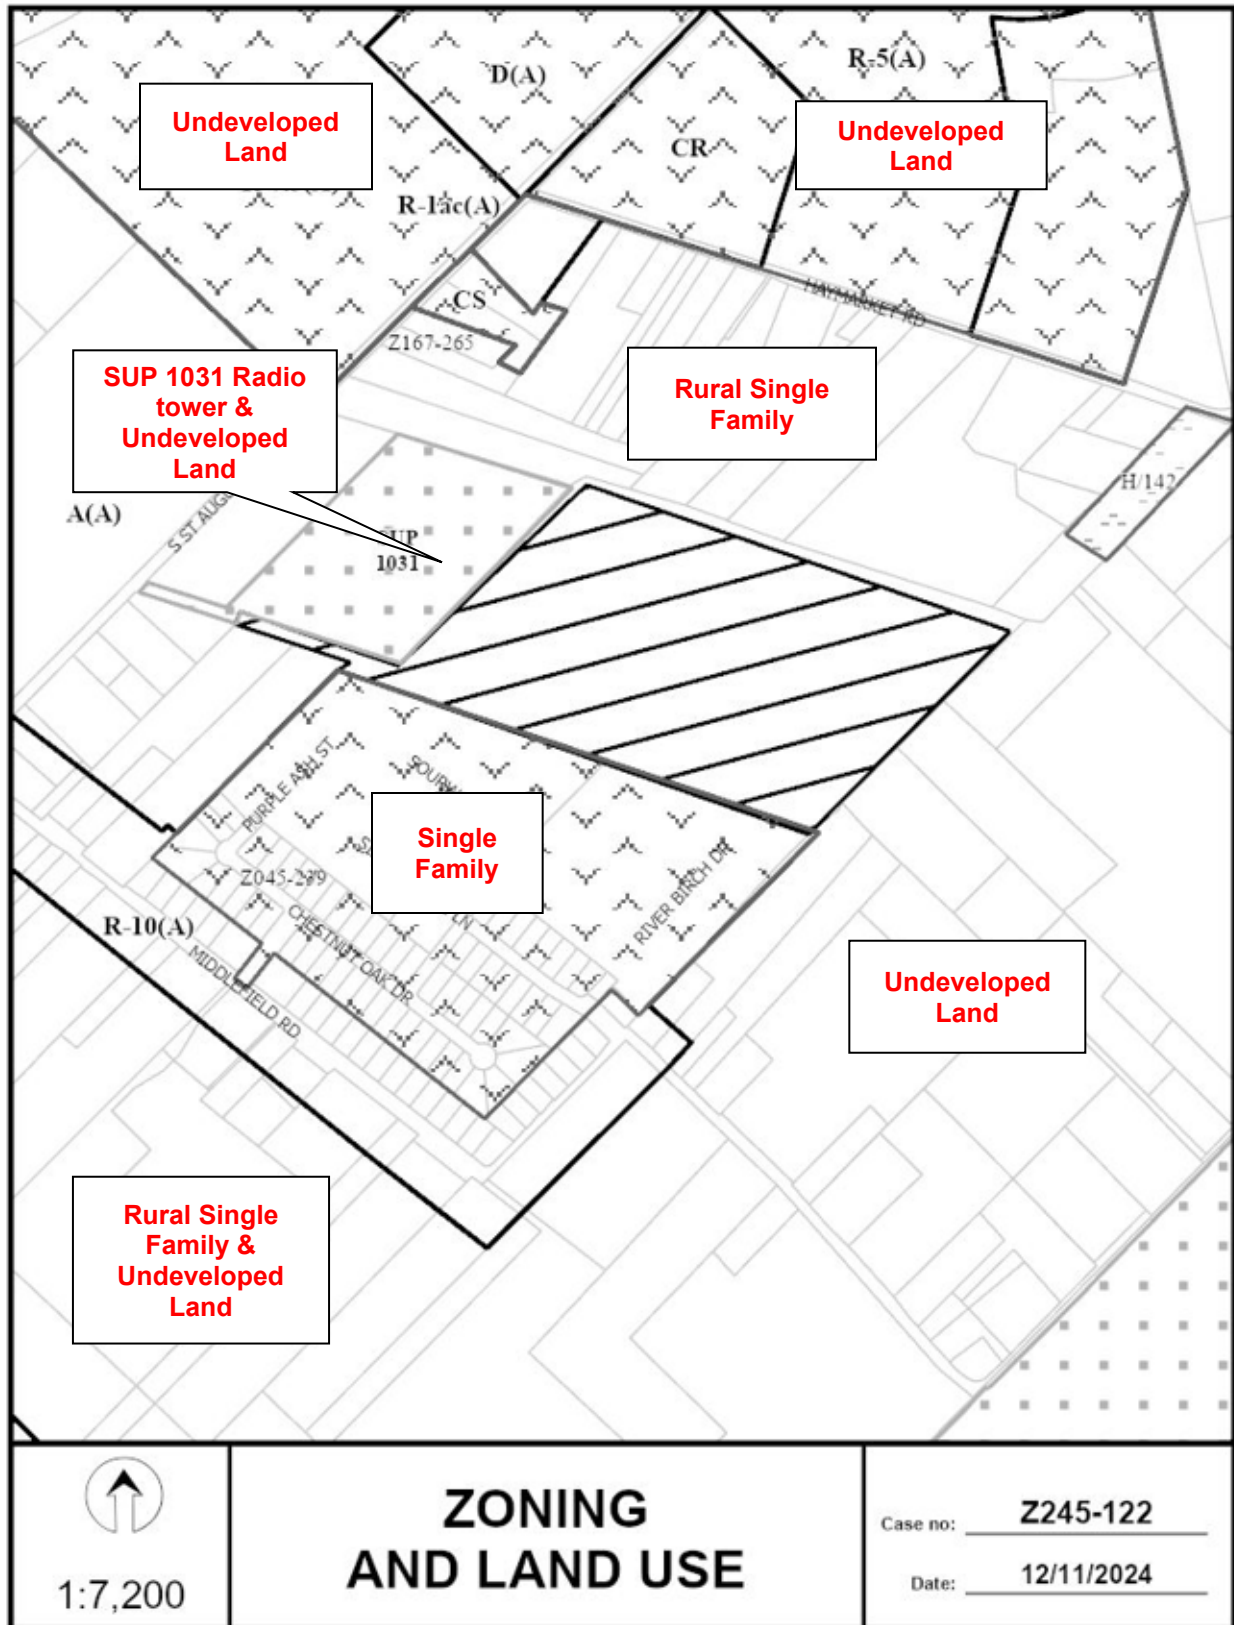 D(A)
R-5(A)
Undeveloped
Land
Undeveloped
Land
CR
R-1ac(A)
CS
HAYMARKET RD
Z167-265
SUP 1031 Radio
tower &
Undeveloped
Land
Rural Single
Family
H/142
A(A)
S ST
SUP
1031
PURPLE ASH ST
Single
Family
RIVER BIRCH DR
Z045-239
LN
CHESTNUT OAK DR
R-10(A)
MIDDLEFIELD RD
Undeveloped
Land
Rural Single
Family &
Undeveloped
Land
1:7,200
ZONING
AND LAND USE
Case no: Z245-122
Date: 12/11/2024